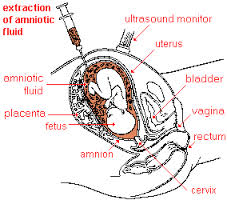 extraction
of amniotic
fluid
ultrasound monitor
uterus
bladder
amniotic
fluid
vagina
placenta
rectum
fetus
amnion
cervix